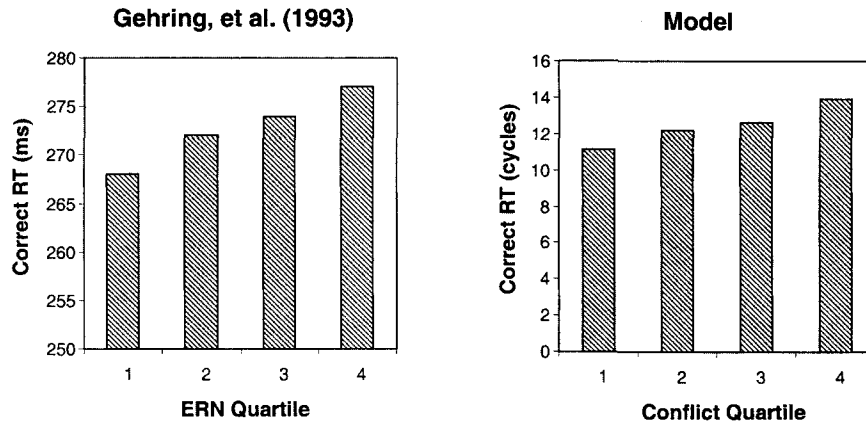 Gehring, et al. (1993)
280
275
270
265
260
255
250
Correct RT (ms)
1 2 3 4
ERN Quartile
Model
16
14
12
10
8
6
4
2
0
Correct RT (cycles)
1 2 3 4
Conflict Quartile